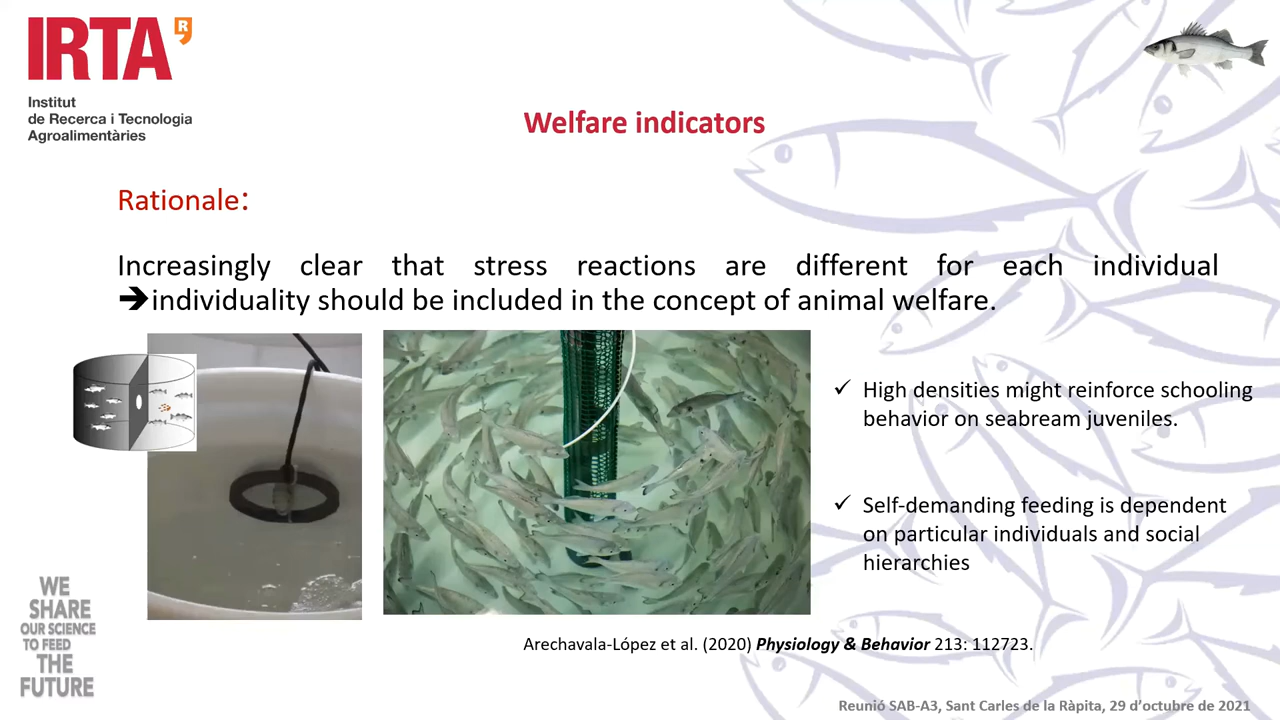 IRTA R
Institut
de Recerca i Tecnologia
Agroalimentàries
Welfare indicators
Rationale:
Increasingly clear that stress reactions are different for each individual
➔individuality should be included in the concept of animal welfare.
✓ High densities might reinforce schooling
behavior on seabream juveniles.
✓ Self-demanding feeding is dependent
on particular individuals and social
hierarchies
WE
SHARE
OUR SCIENCE
TO FEED
THE
FUTURE
Arechavala-López et al. (2020) Physiology & Behavior 213: 112723.
Reunió SAB-A3, Sant Carles de la Ràpita, 29 d'octubre de 2021